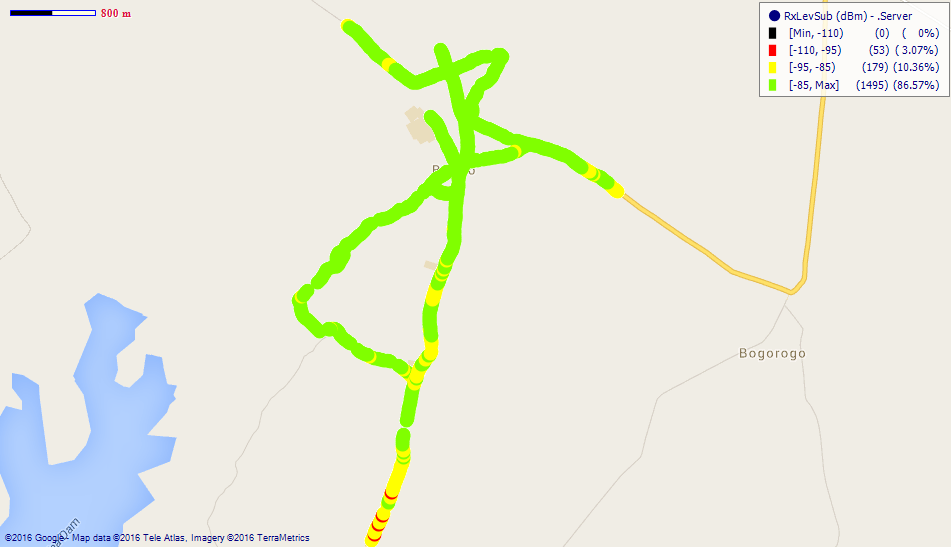 800 m
RxLevSub (dBm) - .Server
[Min, -110) (0) ( 0%)
[-110, -95) (53) ( 3.07%)
[-95, -85) (179) (10.36%)
[-85, Max] (1495) (86.57%)
Bogorogo
©2016 Google - Map data ©2016 Tele Atlas, Imagery ©2016 TerraMetrics